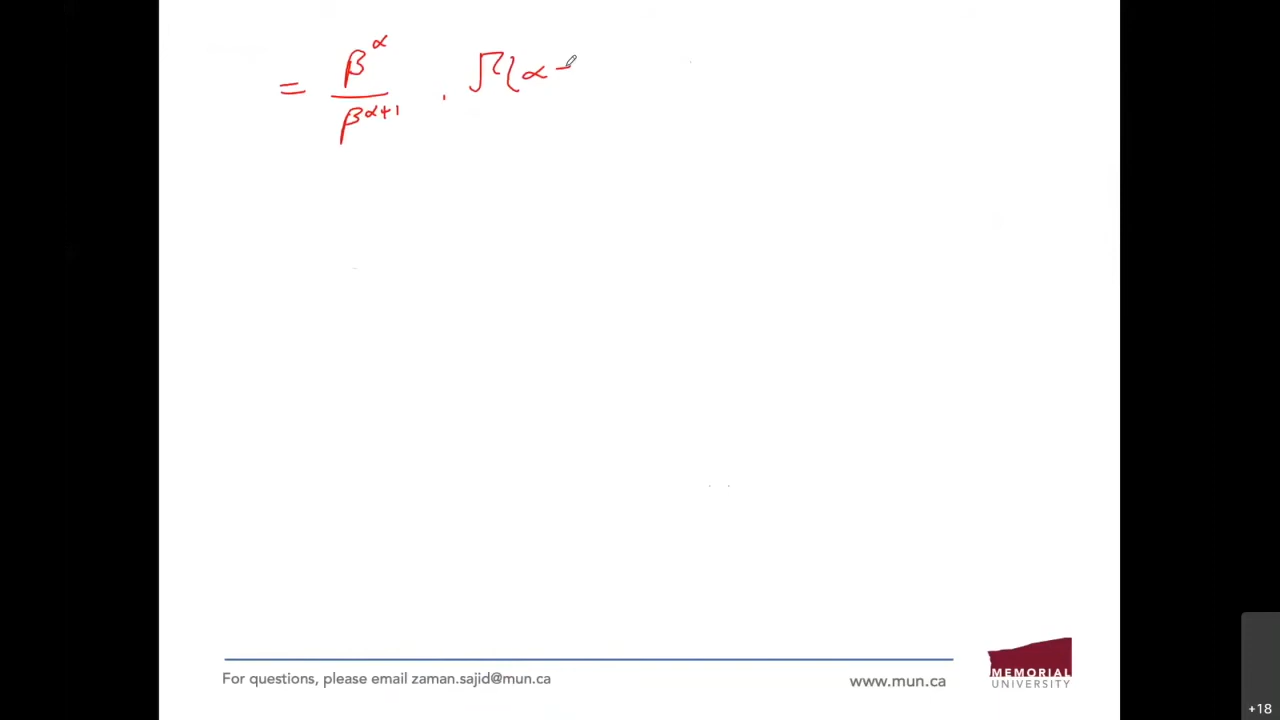 = β^α / β^(α+1) . Γ(α -
For questions, please email zaman.sajid@mun.ca
www.mun.ca
MEMORIAL
UNIVERSITY
+18